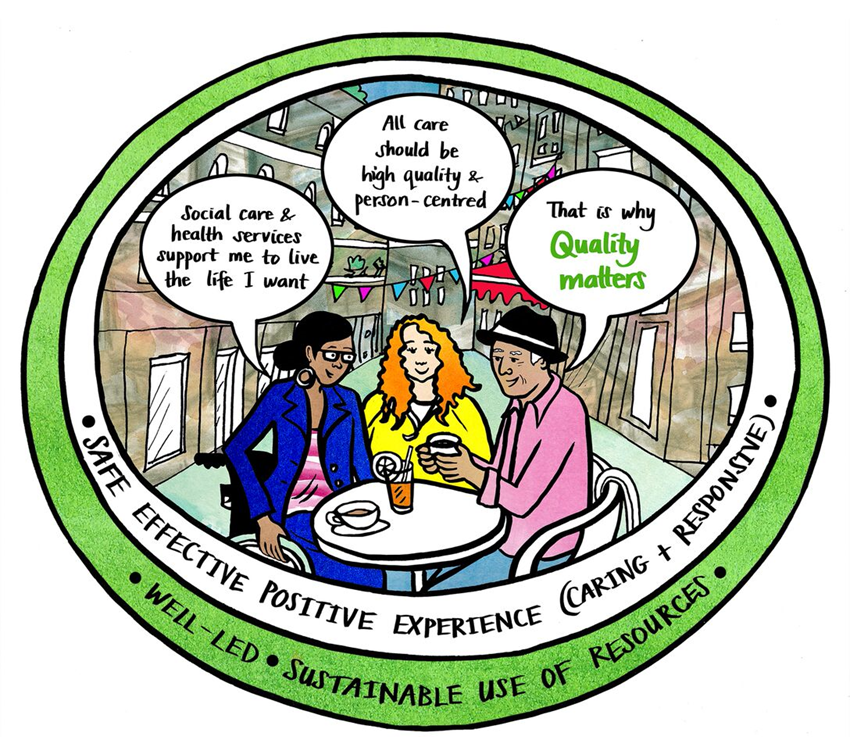 All care
should be
high quality &
person-centred
Social care &
health services
support me to live
the life I want
That is why
Quality
matters
• SAFE EFFECTIVE POSITIVE EXPERIENCE (CARING + RESPONSIVE) •
• WELL-LED • SUSTAINABLE USE OF RESOURCES •